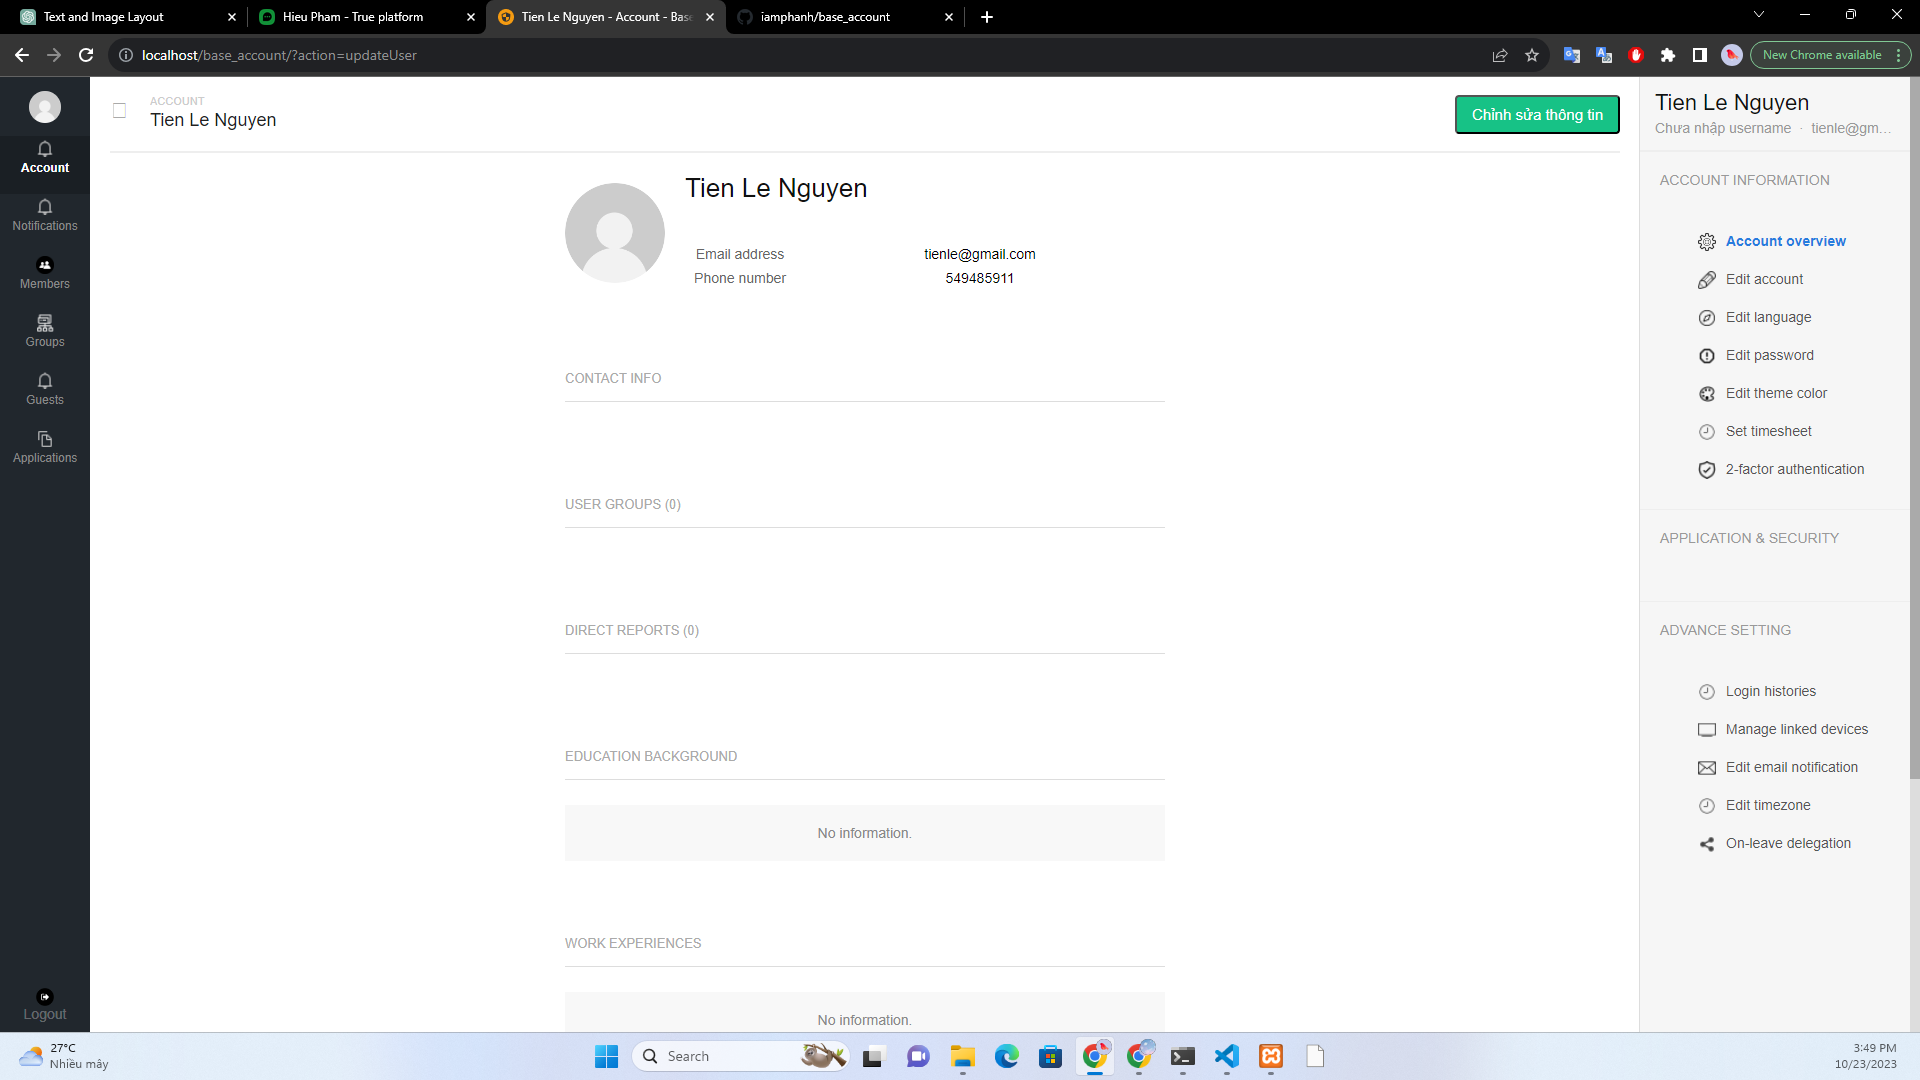 Text and Image Layout
Hieu Pham - True platform
Tien Le Nguyen - Account - Base
iamphanh/base_account
localhost/base_account/?action=updateUser
New Chrome available
Account
Notifications
Members
Groups
Guests
Applications
Logout
ACCOUNT
Tien Le Nguyen
Chỉnh sửa thông tin
Tien Le Nguyen
Email address tienle@gmail.com
Phone number 549485911
CONTACT INFO
USER GROUPS (0)
DIRECT REPORTS (0)
EDUCATION BACKGROUND
No information.
WORK EXPERIENCES
No information.
Tien Le Nguyen
Chưa nhập username · tienle@gm...
ACCOUNT INFORMATION
Account overview
Edit account
Edit language
Edit password
Edit theme color
Set timesheet
2-factor authentication
APPLICATION & SECURITY
ADVANCE SETTING
Login histories
Manage linked devices
Edit email notification
Edit timezone
On-leave delegation
27°C
Nhiều mây
Search
3:49 PM
10/23/2023